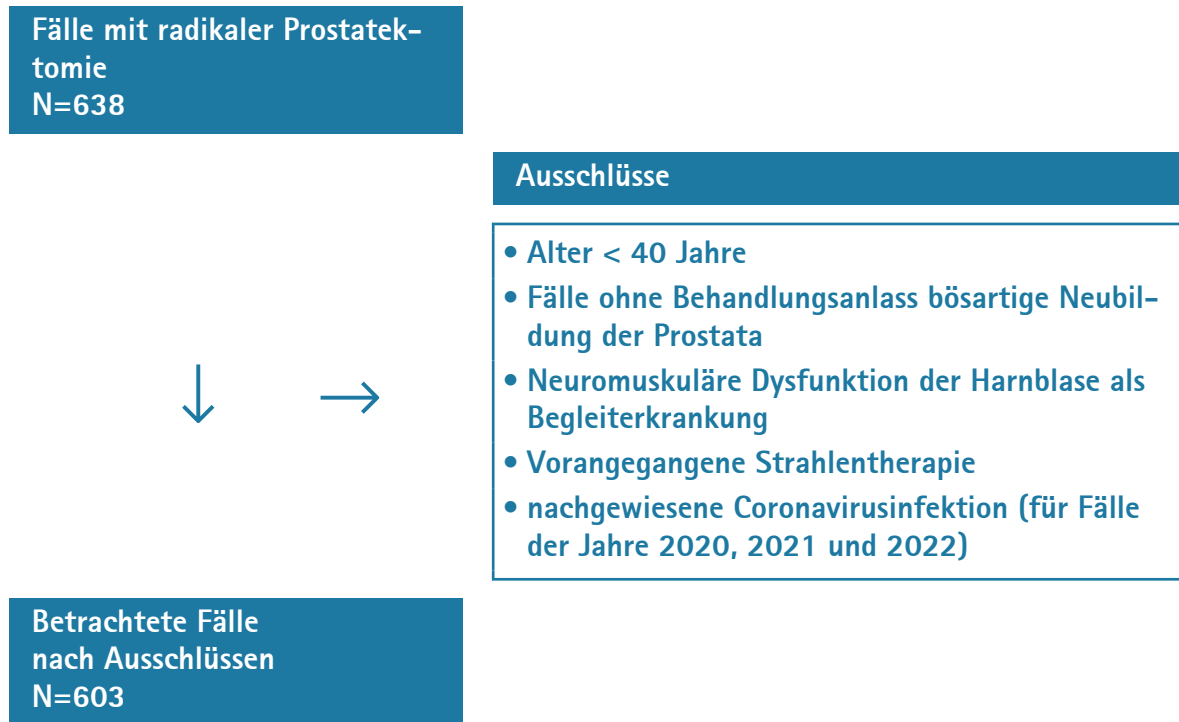 Fälle mit radikaler Prostatek-
tomie
N=638
Ausschlüsse
• Alter < 40 Jahre
• Fälle ohne Behandlungsanlass bösartige Neubil-
dung der Prostata
• Neuromuskuläre Dysfunktion der Harnblase als
Begleiterkrankung
• Vorangegangene Strahlentherapie
• nachgewiesene Coronavirusinfektion (für Fälle
der Jahre 2020, 2021 und 2022)
Betrachtete Fälle
nach Ausschlüssen
N=603